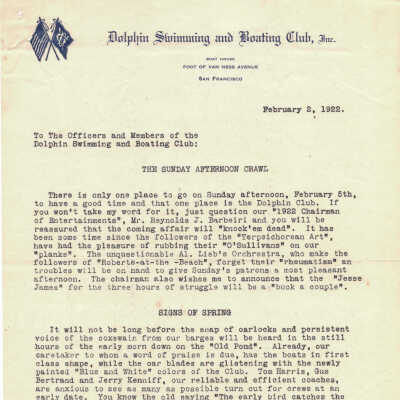 Dolphin Swimming and Boating Club, Inc.
BOAT HOUSE
FOOT OF VAN NESS AVENUE
SAN FRANCISCO
February 2, 1922.
To The Officers and Members of the
Dolphin Swimming and Boating Club:
THE SUNDAY AFTERNOON CRAWL
There is only one place to go on Sunday afternoon, February 5th,
to have a good time and that one place is the Dolphin Club. If
you won't take my word for it, just question our "1922 Chairman
of Entertainments", Mr. Reynolds J. Barbeiri and you will be
reassured that the coming affair will "knock'em dead". It has
been some time since the followers of the "Terpsichorean Art",
have had the pleasure of rubbing their "O'Sullivans" on our
"planks". The unquestionable Al. Lieb's Orchestra, who make the
followers of "Roberts-at-the -Beach", forget their "rheumatism" an
troubles will be on hand to give Sunday's patrons a most pleasant
afternoon. The chairman also wishes me to announce that the "Jesse
James" for the three hours of struggle will be a "buck a couple".
SIGNS OF SPRING
It will not be long before the snap of oarlocks and persistent
voice of the coxswain from our barges will be heard in the still
hours of the early morn down on the "Old Pond". Already, our
caretaker to whom a word of praise is due, has the boats in first
class shape, while the oar blades are glistening with the newly
painted "Blue and White" colors of the Club. Tom Harris, Gus
Bertrand and Jerry Kenniff, our reliable and efficient coaches,
are anxious to see as many as possible turn out for crews at an
early date. You know the old saying "The early bird catches the